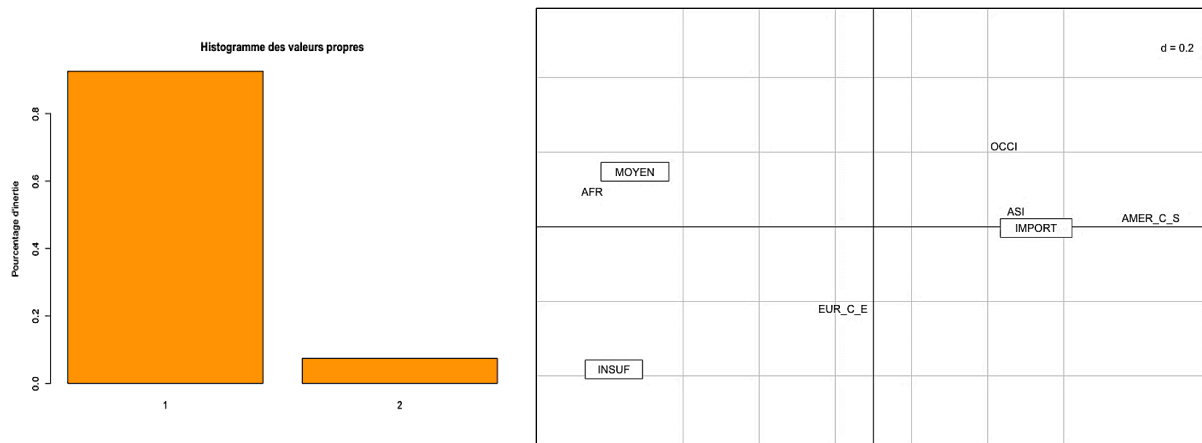 Histogramme des valeurs propres
Pourcentage d'inertie
0.8
0.6
0.4
0.2
0.0
1
2
d = 0.2
OCCI
MOYEN
AFR
ASI
AMER_C_S
IMPORT
EUR_C_E
INSUF